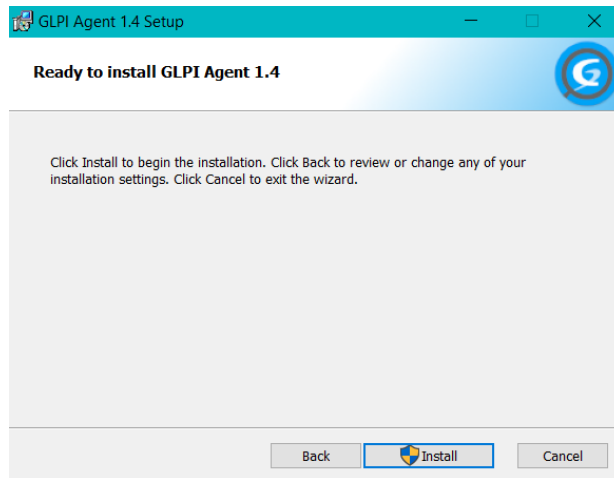 GLPI Agent 1.4 Setup
Ready to install GLPI Agent 1.4
Click Install to begin the installation. Click Back to review or change any of your
installation settings. Click Cancel to exit the wizard.
Back Install Cancel